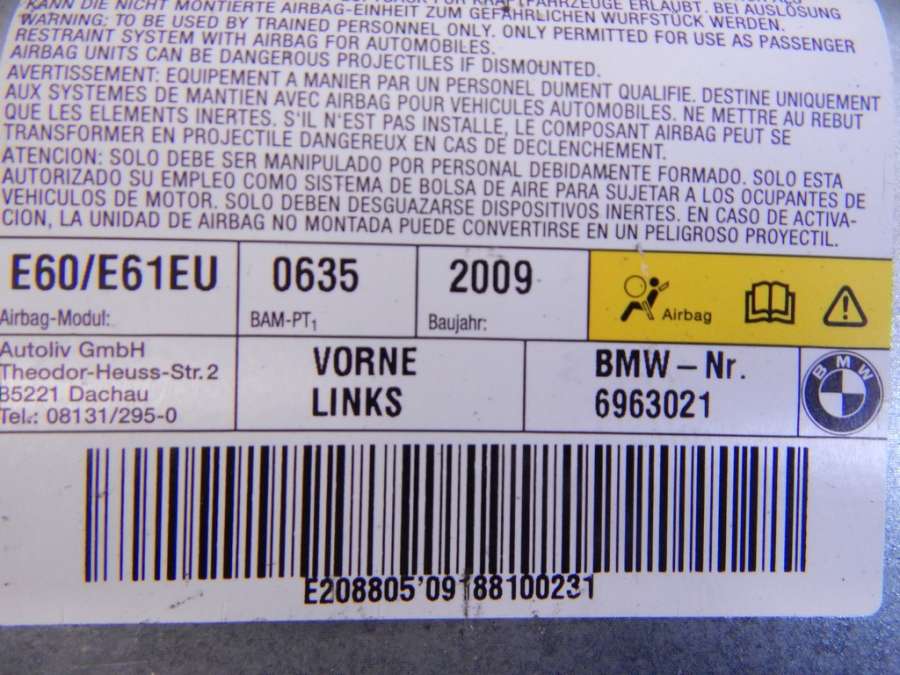 KANN DIE NICHT MONTIERTE AIRBAG-EINHEIT ZUM GEFÄHRLICHEN WURFSTÜCK WERDEN.
FÜR KRAFTFAHRZEUGE ERLAUBT. BEI AUSLÖSUNG
WARNING: TO BE USED BY TRAINED PERSONNEL ONLY. ONLY PERMITTED FOR USE AS PASSENGER
RESTRAINT SYSTEM WITH AIRBAG FOR AUTOMOBILES.
AIRBAG UNITS CAN BE DANGEROUS PROJECTILES IF DISMOUNTED.
AVERTISSEMENT: EQUIPEMENT A MANIER PAR UN PERSONEL DUMENT QUALIFIE. DESTINE UNIQUEMENT
AUX SYSTEMES DE MANTIEN AVEC AIRBAG POUR VEHICULES AUTOMOBILES. NE METTRE AU REBUT
QUE LES ELEMENTS INERTES. S'IL N'EST PAS INSTALLE, LE COMPOSANT AIRBAG PEUT SE
TRANSFORMER EN PROJECTILE DANGEREUX EN CAS DE DECLENCHEMENT.
ATENCION: SOLO DEBE SER MANIPULADO POR PERSONAL DEBIDAMENTE FORMADO. SOLO ESTA
AUTORIZADO SU EMPLEO COMO SISTEMA DE BOLSA DE AIRE PARA SUJETAR A LOS OCUPANTES DE
VEHICULOS DE MOTOR. SOLO DEBEN DESGUAZARSE DISPOSITIVOS INERTES. EN CASO DE ACTIVA-
CION, LA UNIDAD DE AIRBAG NO MONTADA PUEDE CONVERTIRSE EN UN PELIGROSO PROYECTIL.
E60/E61EU
Airbag-Modul:
0635
BAM-PT1
2009
Baujahr:
Airbag
Autoliv GmbH
Theodor-Heuss-Str. 2
85221 Dachau
Tel.: 08131/295-0
VORNE
LINKS
BMW – Nr.
6963021
BMW
E208805'09188100231